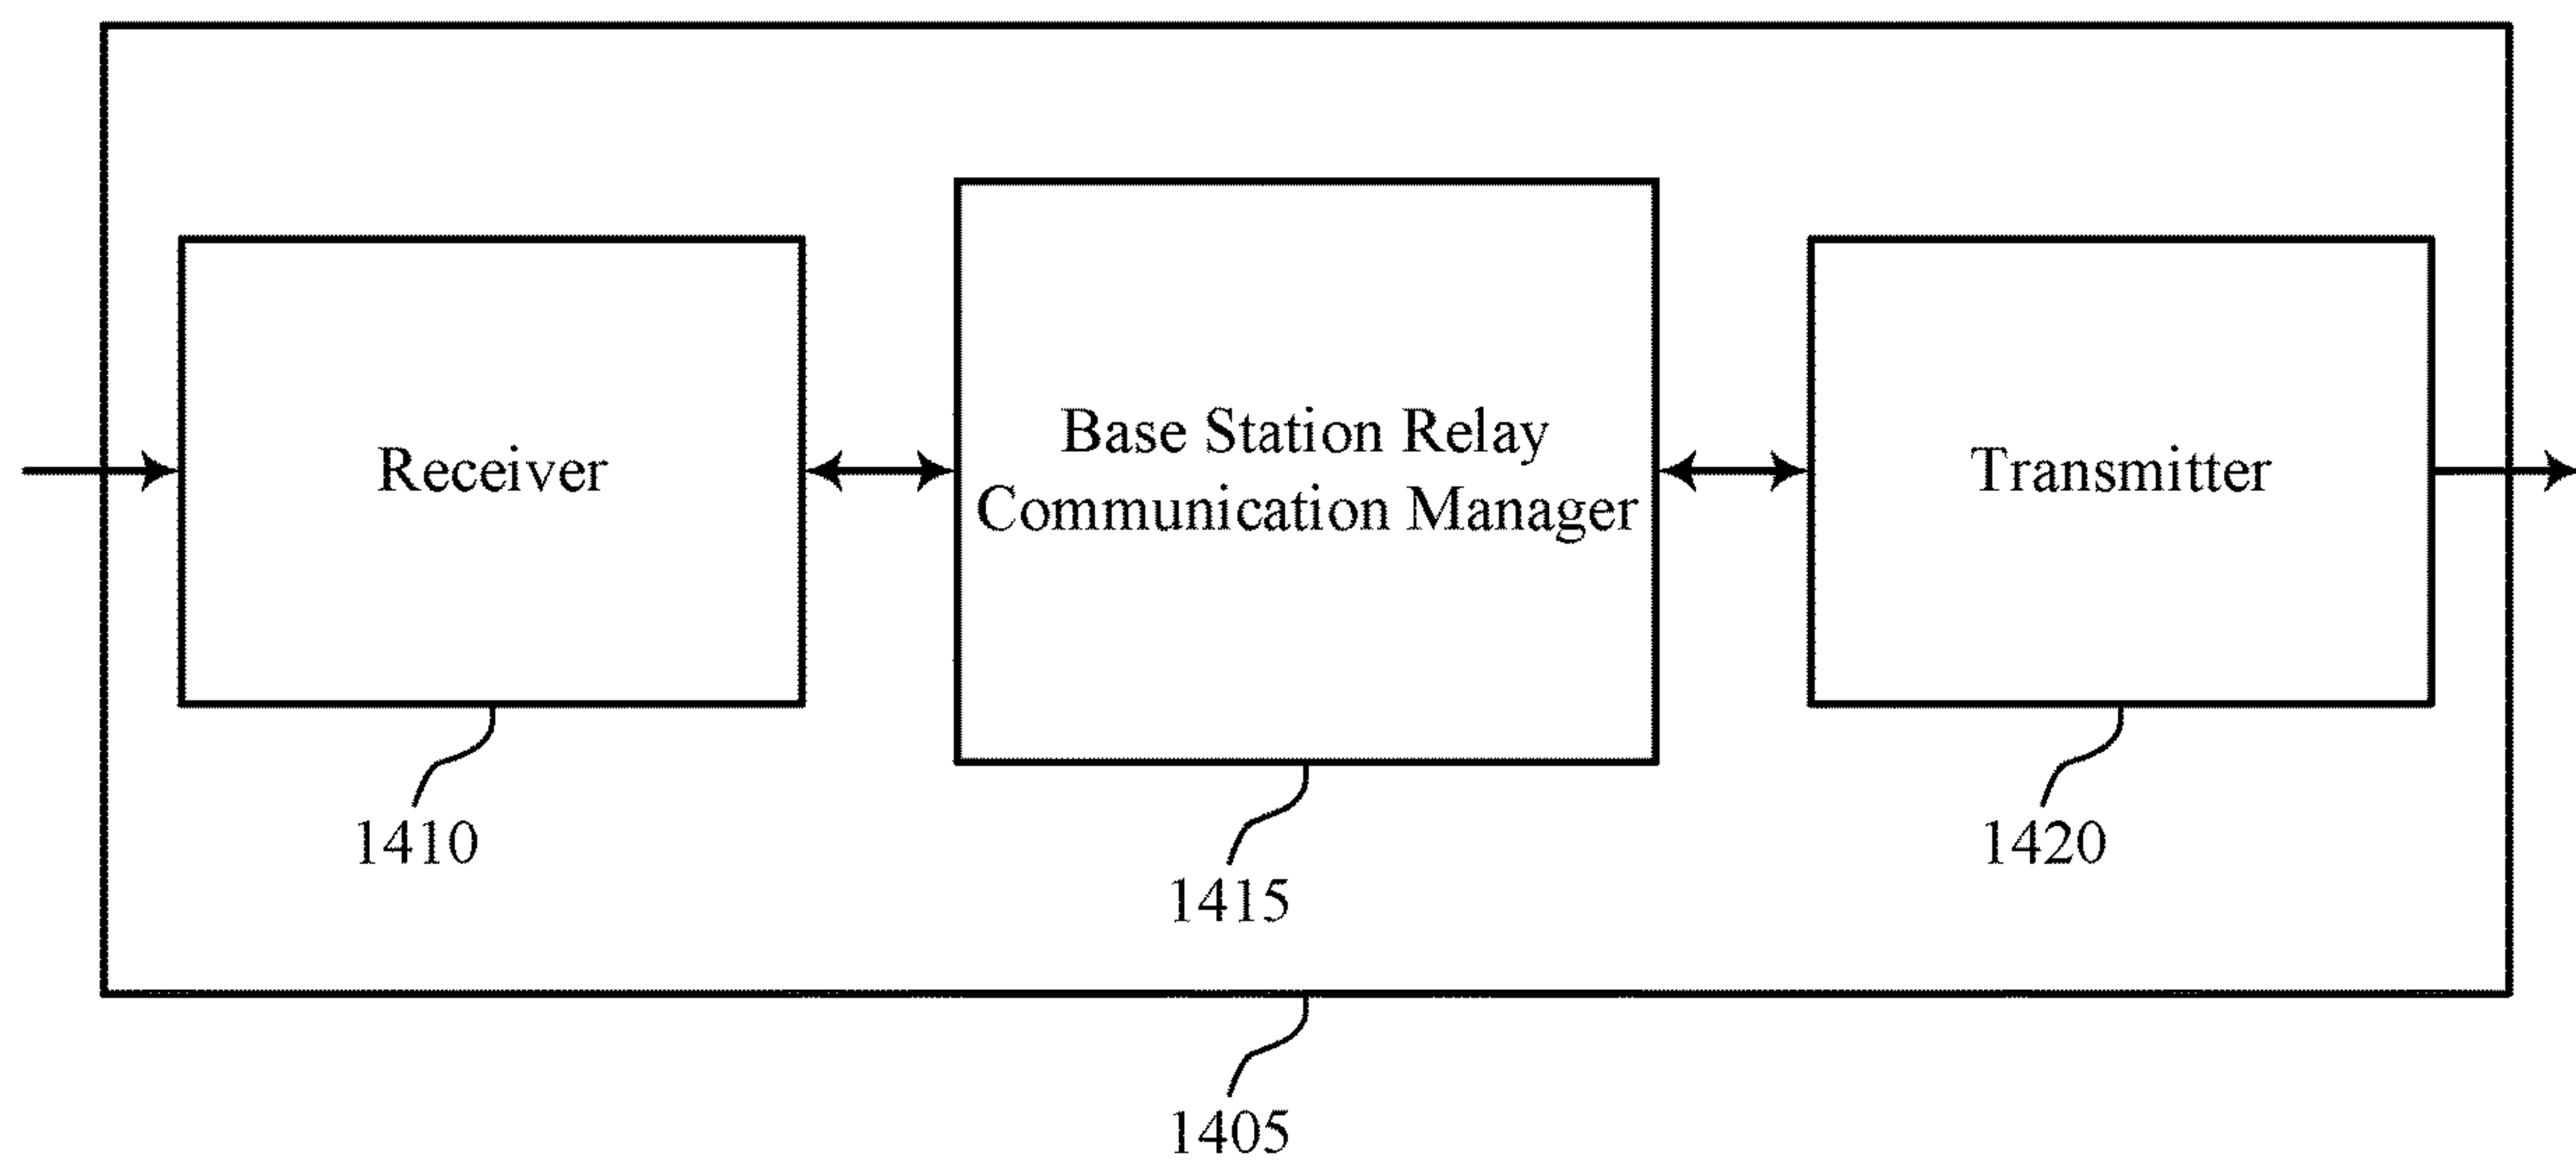 Receiver
Base Station Relay
Communication Manager
Transmitter
1410
1415
1420
1405